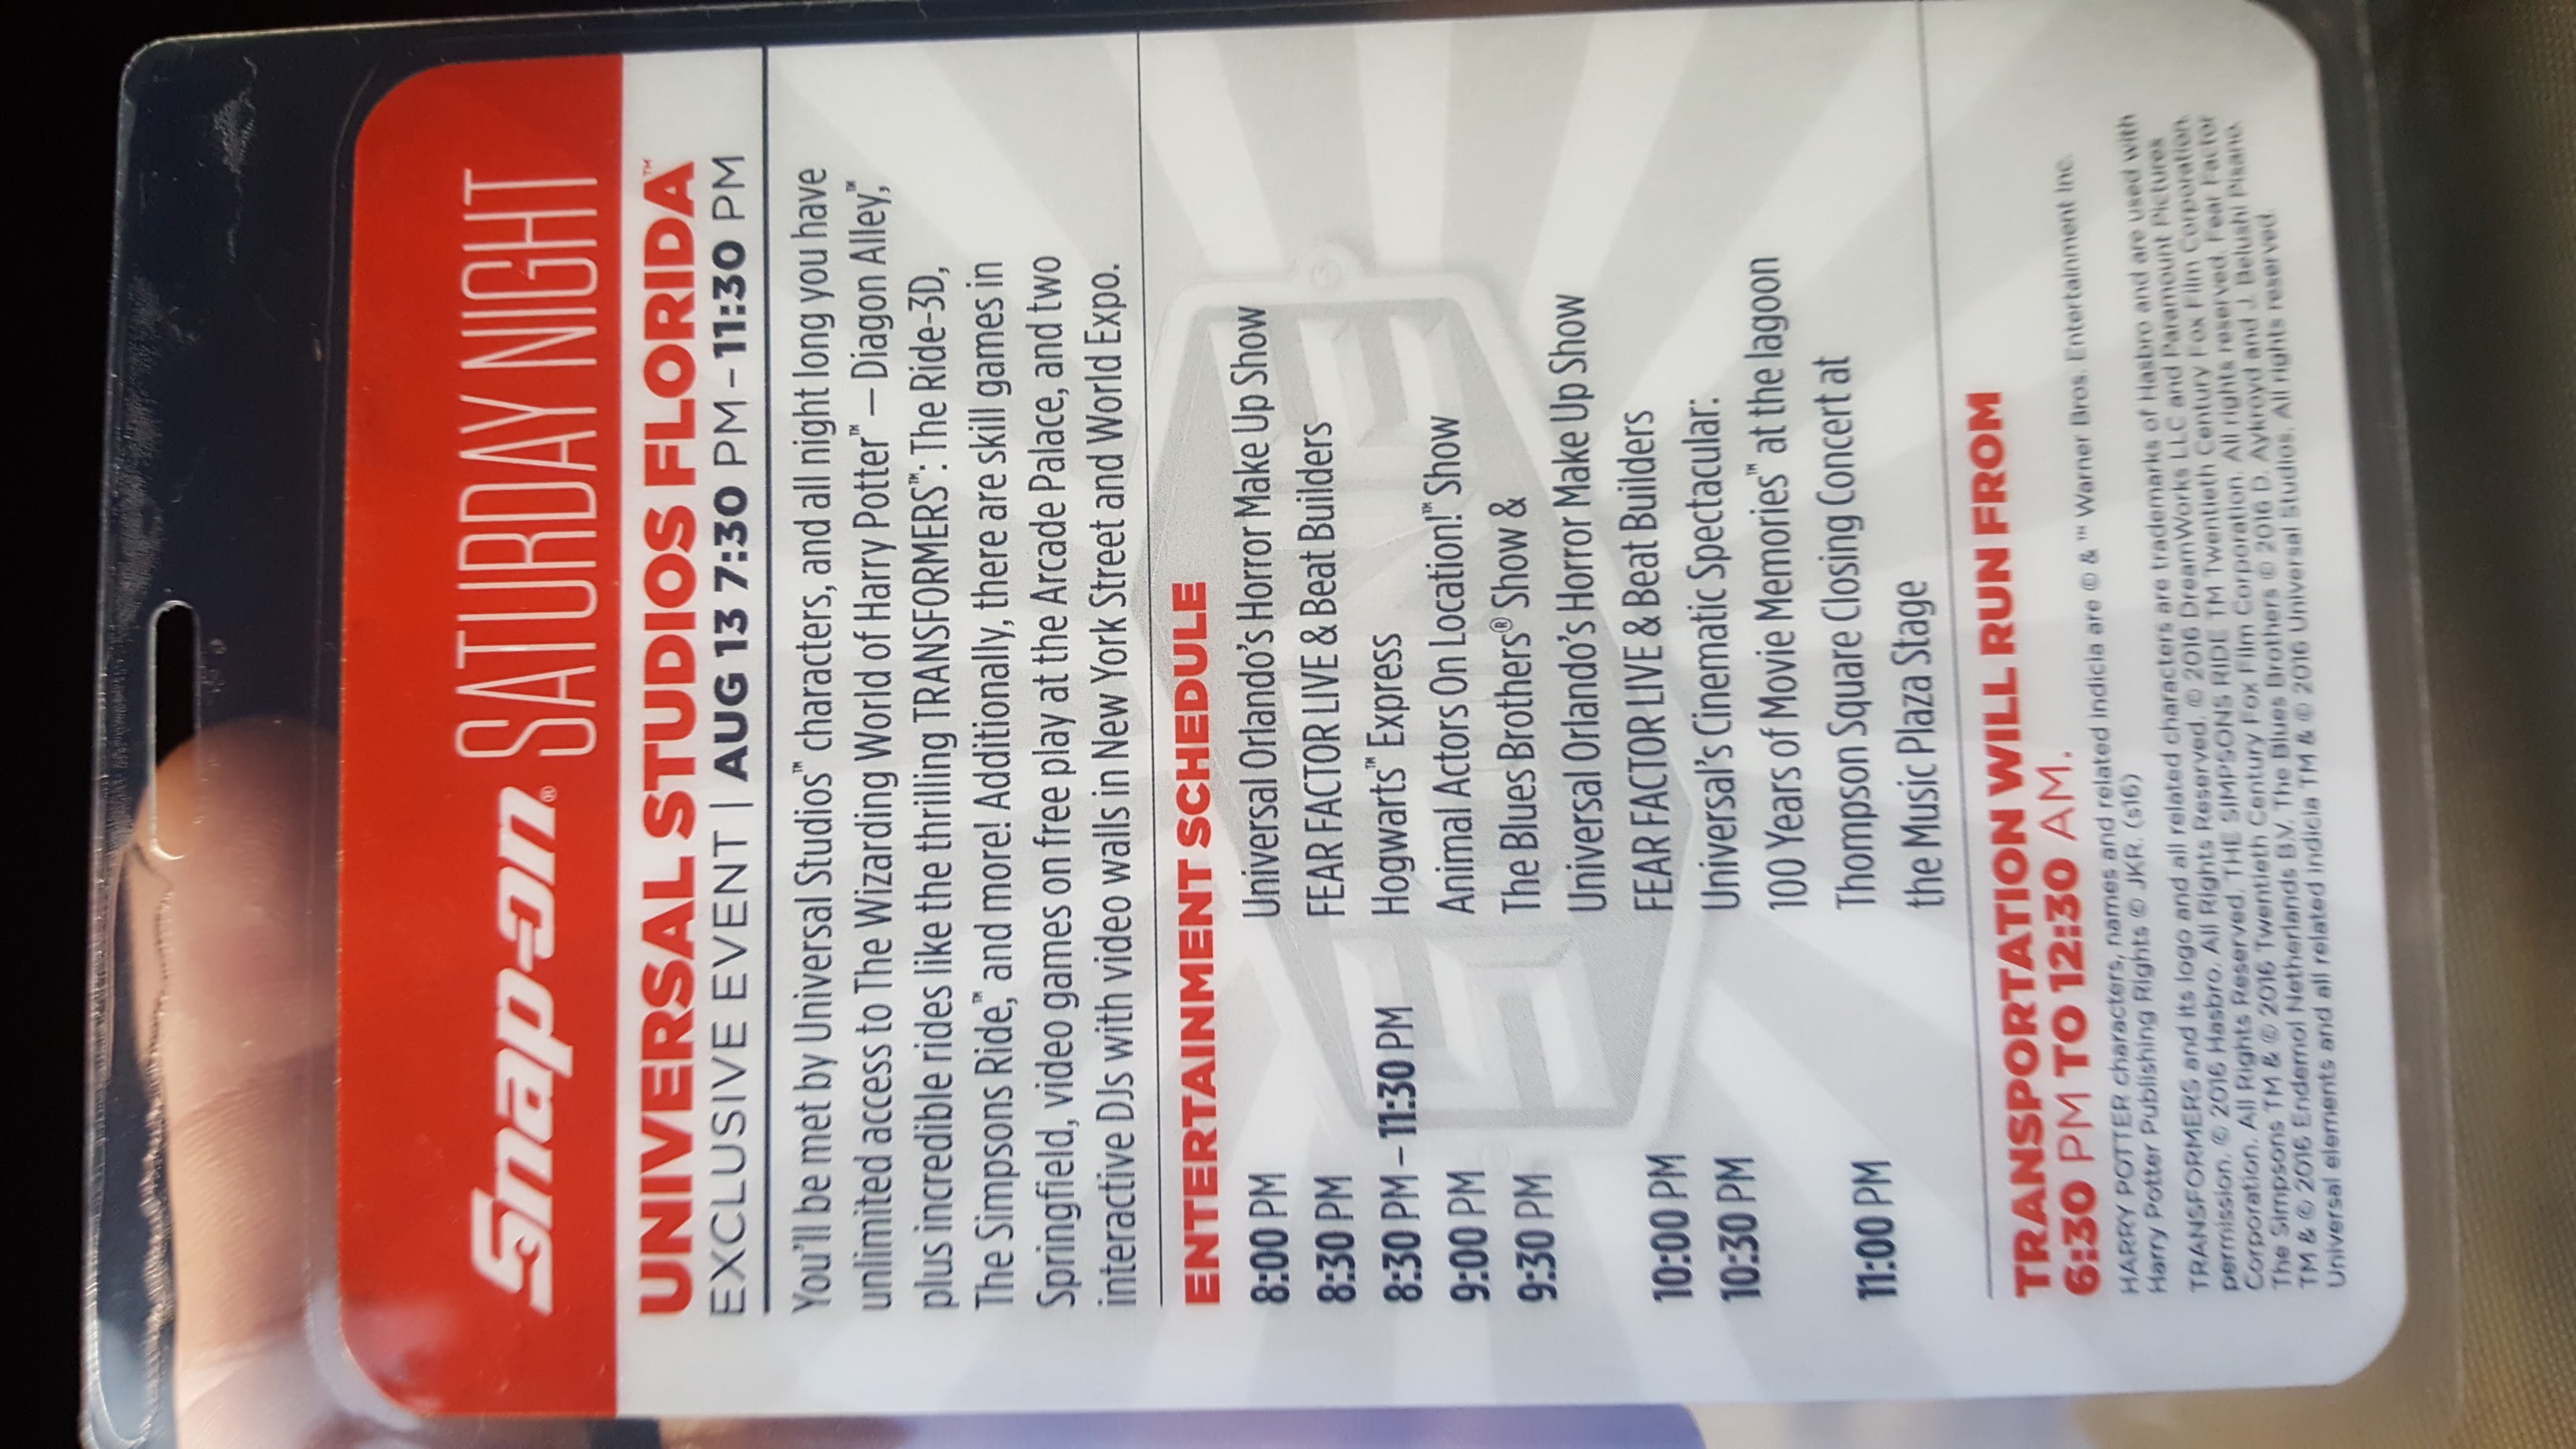 Snap-on® SATURDAY NIGHT
UNIVERSAL STUDIOS FLORIDA™
EXCLUSIVE EVENT | AUG 13 7:30 PM – 11:30 PM
You'll be met by Universal Studios™ characters, and all night long you have
unlimited access to The Wizarding World of Harry Potter™ – Diagon Alley,™
plus incredible rides like the thrilling TRANSFORMERS™: The Ride-3D,
The Simpsons Ride,™ and more! Additionally, there are skill games in
Springfield, video games on free play at the Arcade Palace, and two
interactive DJs with video walls in New York Street and World Expo.
ENTERTAINMENT SCHEDULE
8:00 PM Universal Orlando's Horror Make Up Show
8:30 PM FEAR FACTOR LIVE & Beat Builders
8:30 PM – 11:30 PM Hogwarts™ Express
9:00 PM Animal Actors On Location!™ Show
9:30 PM The Blues Brothers® Show &
Universal Orlando's Horror Make Up Show
10:00 PM FEAR FACTOR LIVE & Beat Builders
10:30 PM Universal's Cinematic Spectacular:
100 Years of Movie Memories™ at the lagoon
11:00 PM Thompson Square Closing Concert at
the Music Plaza Stage
TRANSPORTATION WILL RUN FROM
6:30 PM TO 12:30 AM.
HARRY POTTER characters, names and related indicia are © & ™ Warner Bros. Entertainment Inc.
Harry Potter Publishing Rights © JKR. (s16)
TRANSFORMERS and its logo and all related characters are trademarks of Hasbro and are used with
permission. © 2016 Hasbro. All Rights Reserved. © 2016 DreamWorks LLC and Paramount Pictures
Corporation. All Rights Reserved. THE SIMPSONS RIDE TM Twentieth Century Fox Film Corporation.
The Simpsons TM & © 2016 Twentieth Century Fox Film Corporation. All rights reserved. Fear Factor
TM & © 2016 Endemol Netherlands B.V. The Blues Brothers © 2016 D. Aykroyd and J. Belushi Pisano.
Universal elements and all related indicia TM & © 2016 Universal Studios. All rights reserved.